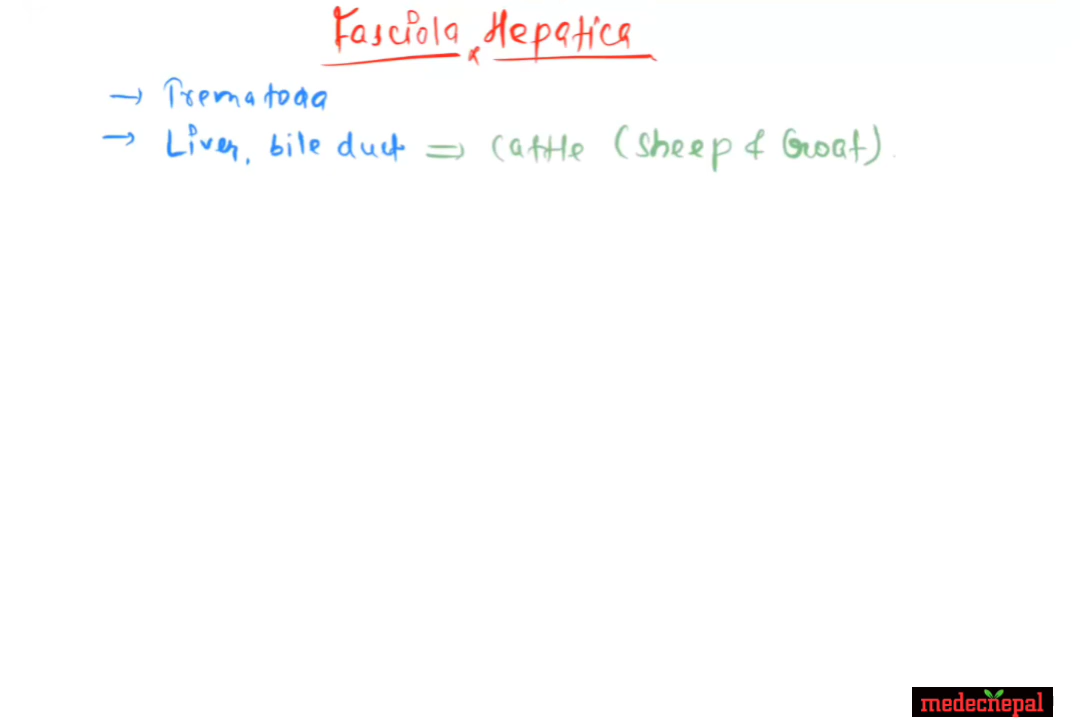 Fasciola Hepatica
→ Trematoda
→ Liver, bile duct ⇒ Cattle (Sheep & Goat).
medecnepal